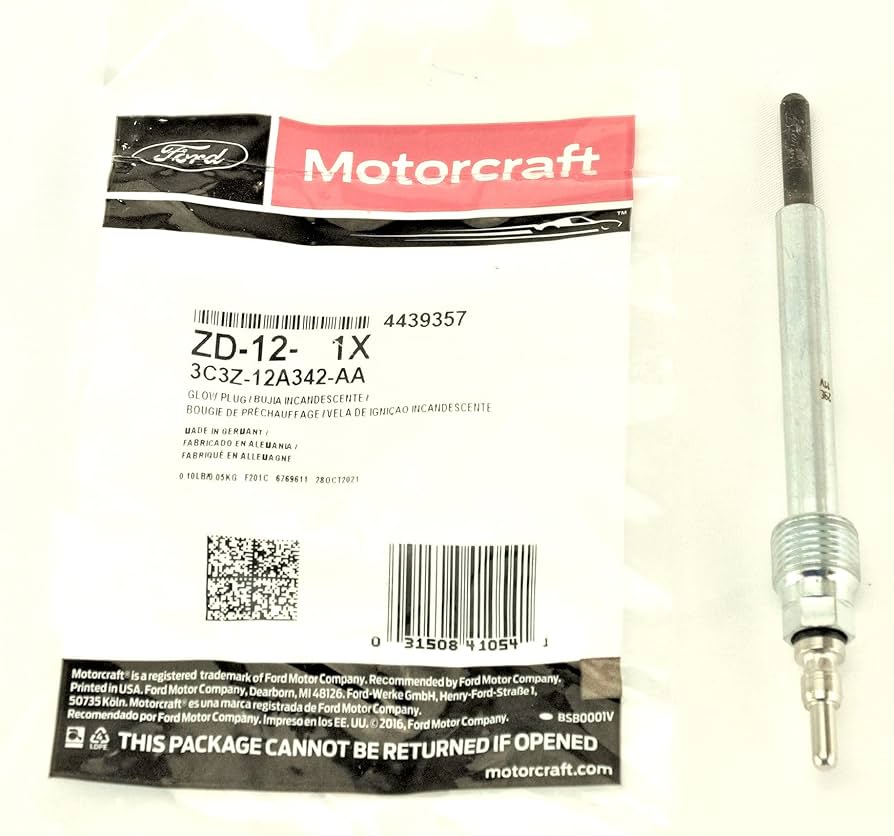 Ford
Motorcraft
™
4439357
ZD-12- 1X
3C3Z-12A342-AA
GLOW PLUG / BUJIA INCANDESCENTE /
BOUGIE DE PRÉCHAUFFAGE / VELA DE IGNIÇAO INCANDESCENTE
MADE IN GERMANY /
FABRICADO EN ALEMANIA /
FABRIQUÉ EN ALLEMAGNE
0.10LB/0.05KG F201C 6769611 28OCT2021
0 31508 41054 1
Motorcraft® is a registered trademark of Ford Motor Company. Recommended by Ford Motor Company.
Printed in USA. Ford Motor Company, Dearborn, MI 48126. Ford-Werke GmbH, Henry-Ford-Straße 1,
50735 Köln. Motorcraft® es una marca registrada de Ford Motor Company.
Recomendado por Ford Motor Company. Impreso en los EE. UU. ©2016, Ford Motor Company.
BSB0001V
4
LDPE
THIS PACKAGE CANNOT BE RETURNED IF OPENED
motorcraft.com